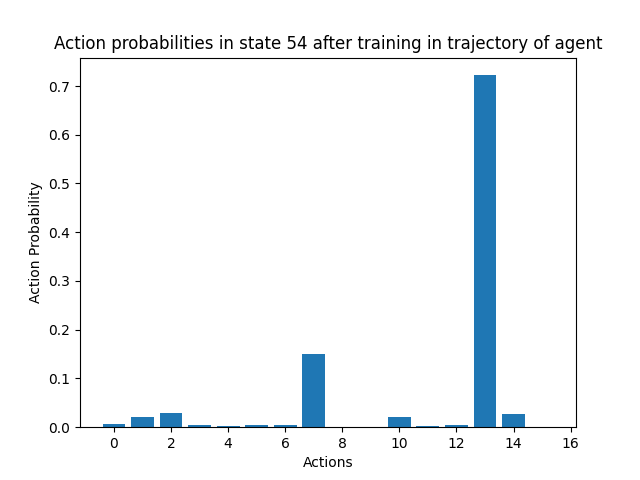 Action probabilities in state 54 after training in trajectory of agent
0.7
0.6
0.5
0.4
0.3
0.2
0.1
0.0
Action Probability
0 2 4 6 8 10 12 14 16
Actions